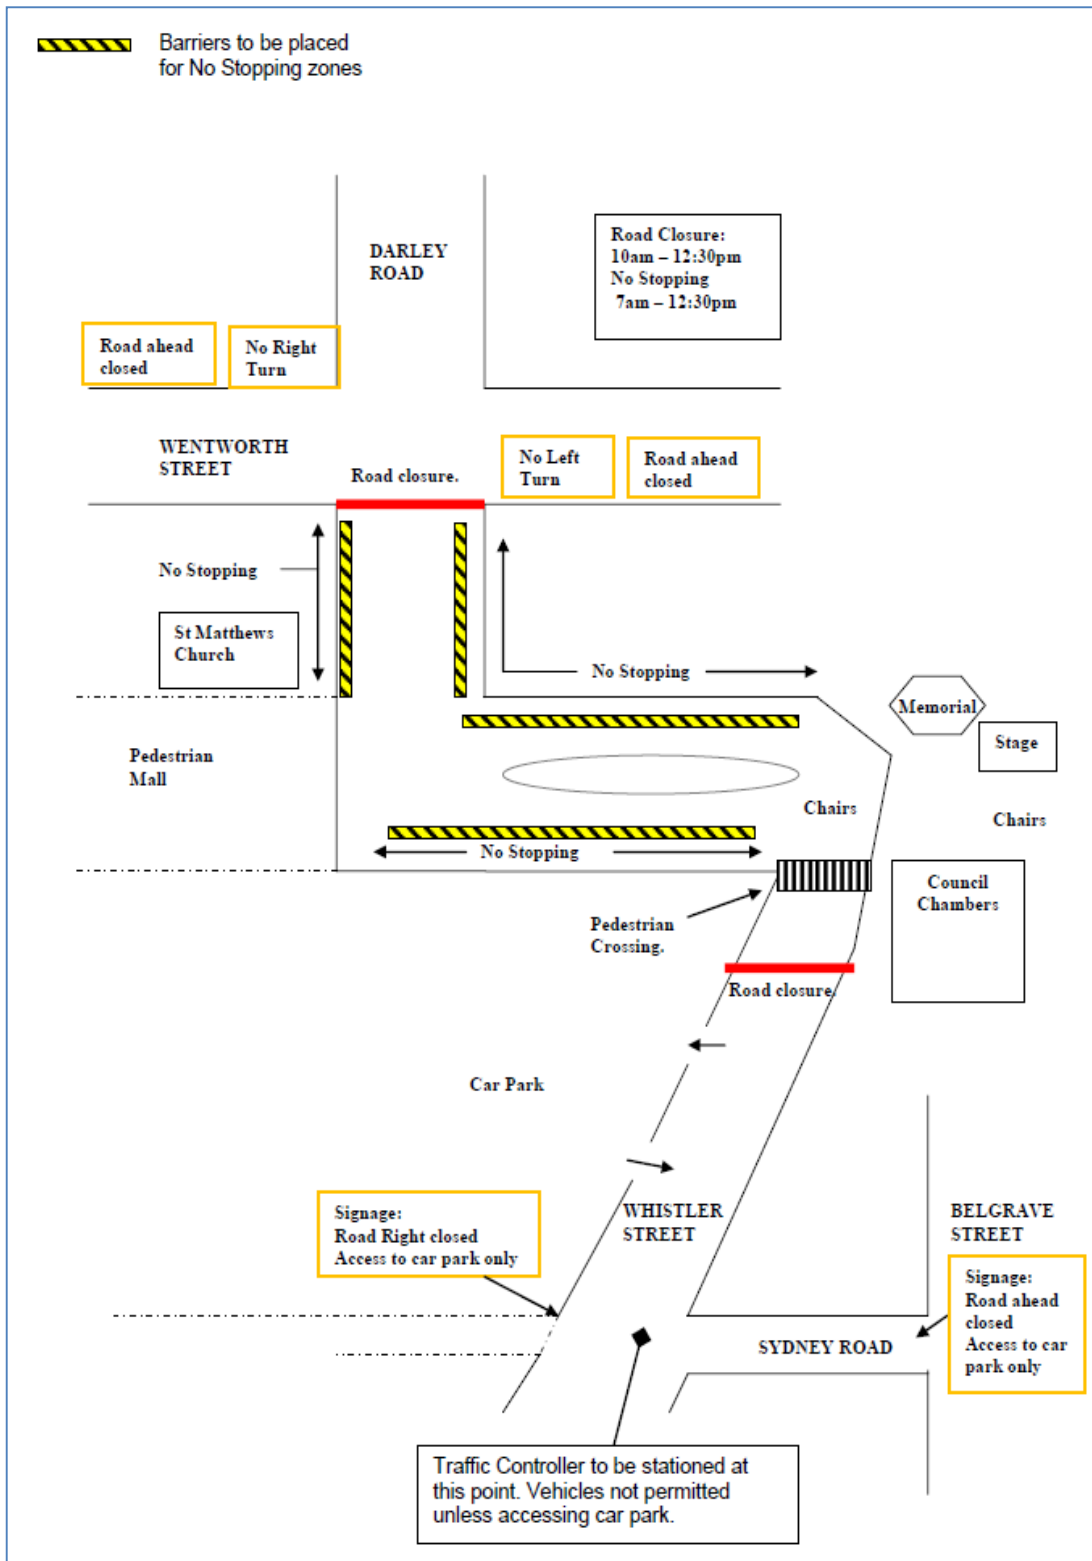 Barriers to be placed
for No Stopping zones
DARLEY
ROAD
Road Closure:
10am – 12:30pm
No Stopping
7am – 12:30pm
Road ahead
closed
No Right
Turn
WENTWORTH
STREET
Road closure.
No Left
Turn
Road ahead
closed
No Stopping
St Matthews
Church
No Stopping
Memorial
Stage
Pedestrian
Mall
Chairs
Chairs
No Stopping
Council
Chambers
Pedestrian
Crossing.
Road closure.
Car Park
Signage:
Road Right closed
Access to car park only
WHISTLER
STREET
BELGRAVE
STREET
Signage:
Road ahead
closed
Access to car
park only
SYDNEY ROAD
Traffic Controller to be stationed at
this point. Vehicles not permitted
unless accessing car park.